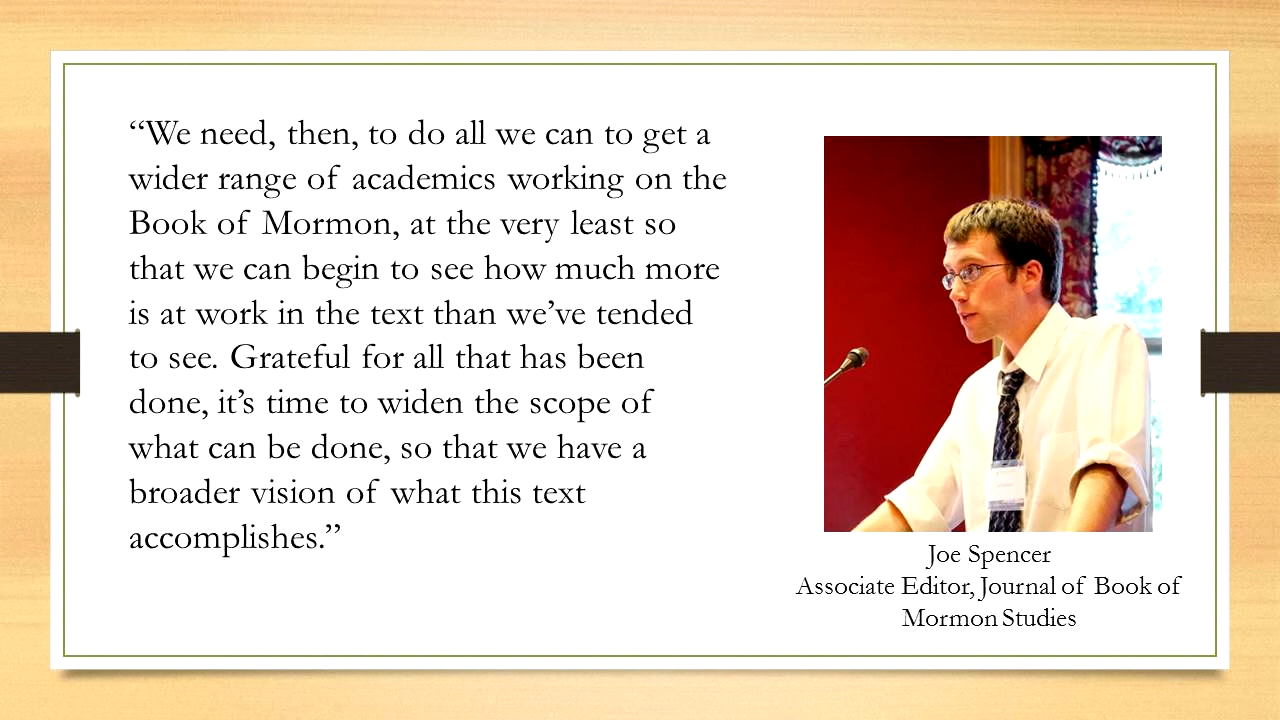 “We need, then, to do all we can to get a
wider range of academics working on the
Book of Mormon, at the very least so
that we can begin to see how much more
is at work in the text than we’ve tended
to see. Grateful for all that has been
done, it’s time to widen the scope of
what can be done, so that we have a
broader vision of what this text
accomplishes.”
Joe Spencer
Associate Editor, Journal of Book of
Mormon Studies